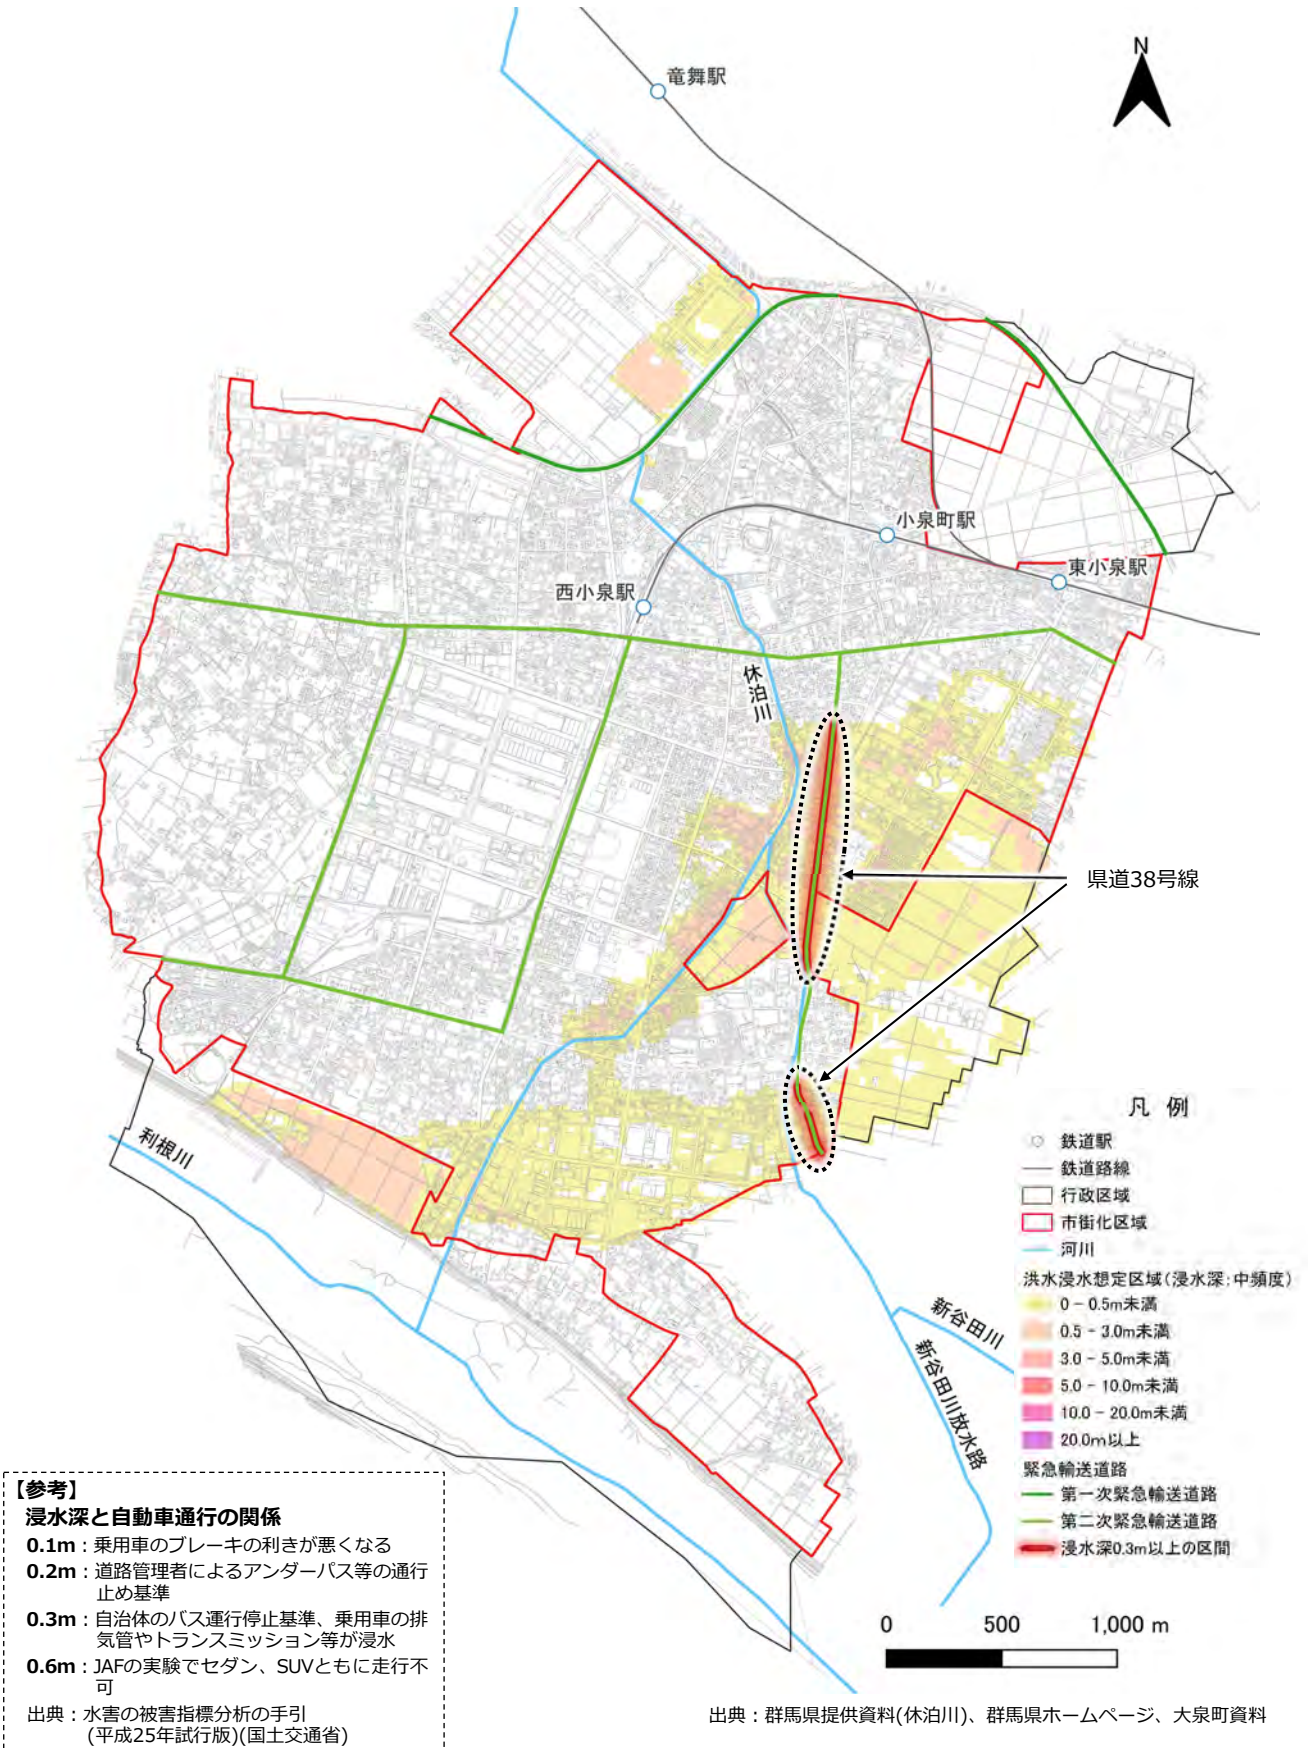 N
竜舞駅
小泉町駅
東小泉駅
西小泉駅
休泊川
県道38号線
利根川
新谷田川
新谷田川放水路
凡 例
鉄道駅
鉄道路線
行政区域
市街化区域
河川
洪水浸水想定区域(浸水深:中頻度)
0 - 0.5m未満
0.5 - 3.0m未満
3.0 - 5.0m未満
5.0 - 10.0m未満
10.0 - 20.0m未満
20.0m以上
緊急輸送道路
第一次緊急輸送道路
第二次緊急輸送道路
浸水深0.3m以上の区間
0 500 1,000 m
【参考】
浸水深と自動車通行の関係
0.1m：乗用車のブレーキの利きが悪くなる
0.2m：道路管理者によるアンダーパス等の通行
止め基準
0.3m：自治体のバス運行停止基準、乗用車の排
気管やトランスミッション等が浸水
0.6m：JAFの実験でセダン、SUVともに走行不
可
出典：水害の被害指標分析の手引
(平成25年試行版)(国土交通省)
出典：群馬県提供資料(休泊川)、群馬県ホームページ、大泉町資料